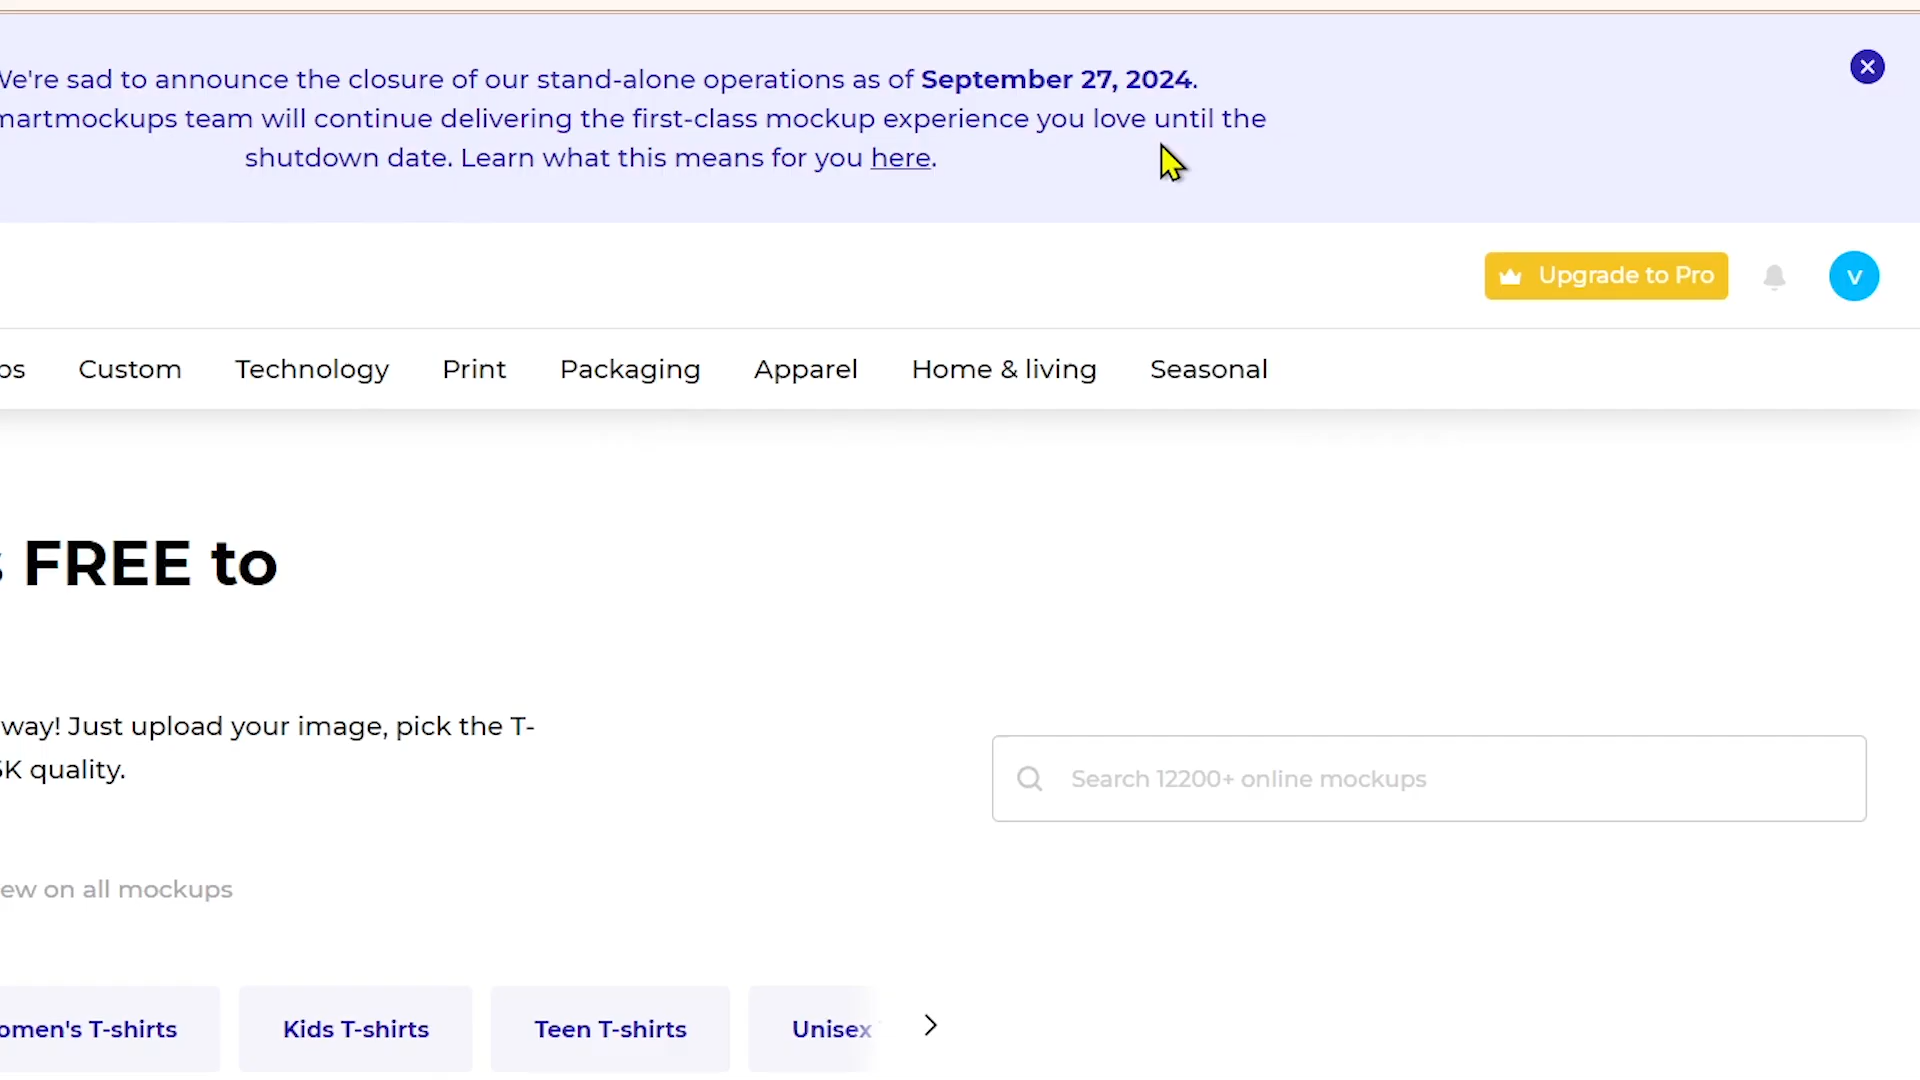 We're sad to announce the closure of our stand-alone operations as of September 27, 2024.
martmockups team will continue delivering the first-class mockup experience you love until the
shutdown date. Learn what this means for you here.
Upgrade to Pro
V
Custom Technology Print Packaging Apparel Home & living Seasonal
FREE to
way! Just upload your image, pick the T-
K quality.
Search 12200+ online mockups
ew on all mockups
omen's T-shirts Kids T-shirts Teen T-shirts Unisex